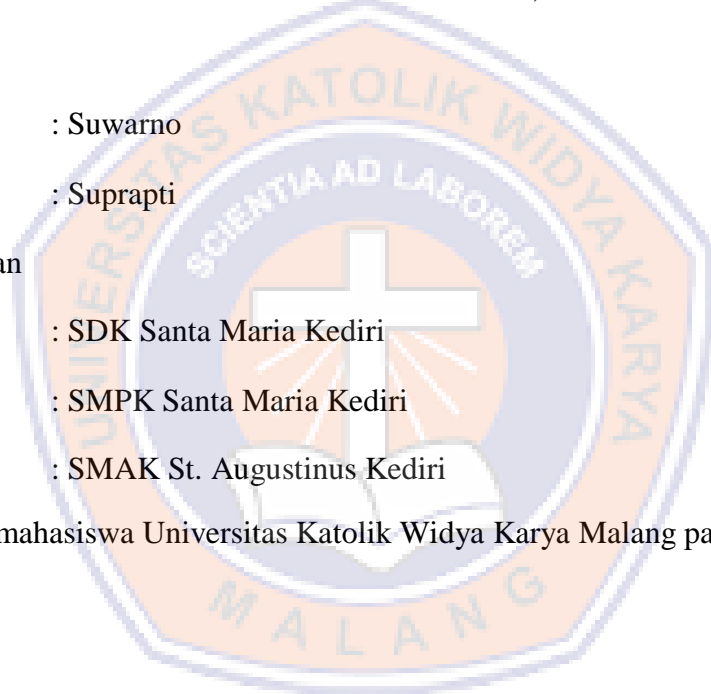 : Suwarno
: Suprapti
an
: SDK Santa Maria Kediri
: SMPK Santa Maria Kediri
: SMAK St. Augustinus Kediri
mahasiswa Universitas Katolik Widya Karya Malang pa
UNIVERSITAS KATOLIK WIDYA KARYA
SCIENTIA AD LABOREM
MALANG